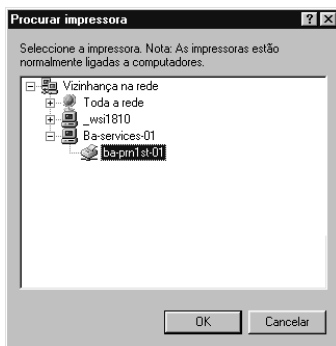 Procurar impressora
Seleccione a impressora. Nota: As impressoras estão
normalmente ligadas a computadores.
Vizinhança na rede
Toda a rede
_wsi1810
Ba-services-01
ba-prn1st-01
OK Cancelar